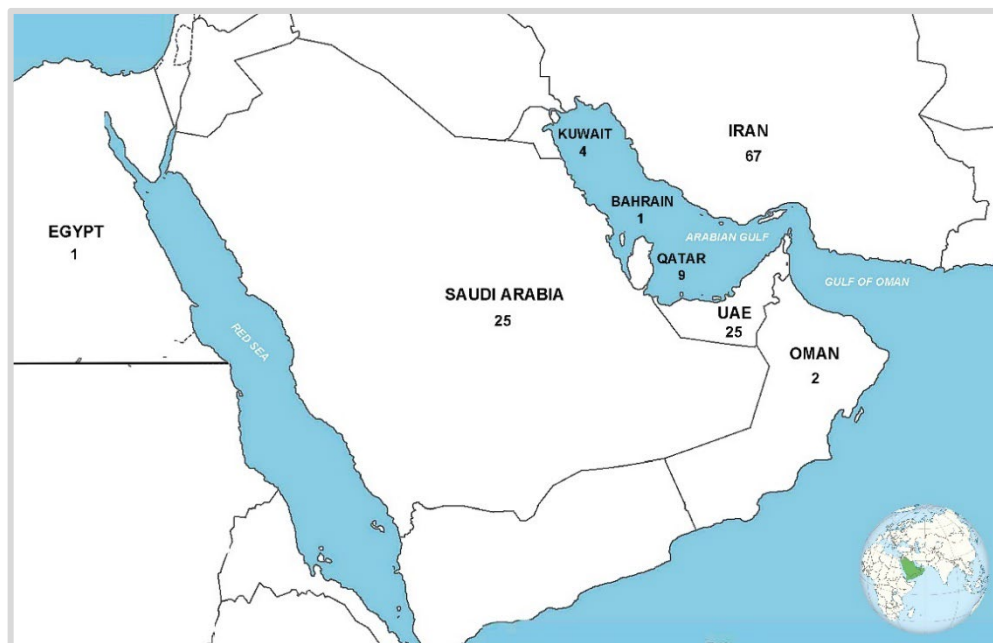 IRAN
67
KUWAIT
4
BAHRAIN
1
EGYPT
1
ARABIAN GULF
QATAR
9
GULF OF OMAN
SAUDI ARABIA
25
UAE
25
RED SEA
OMAN
2